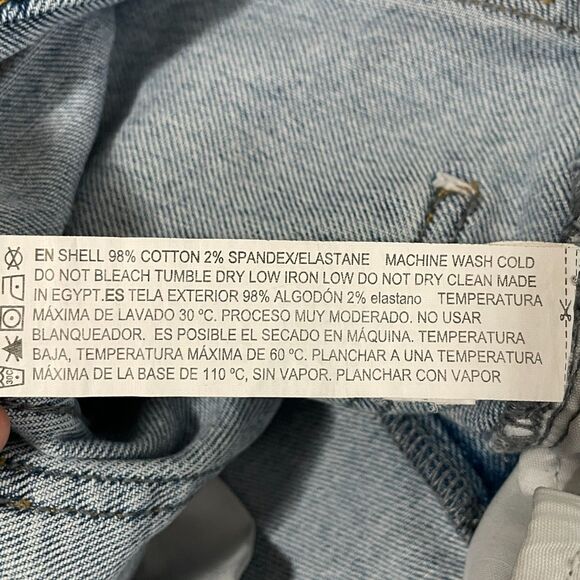 EN SHELL 98% COTTON 2% SPANDEX/ELASTANE MACHINE WASH COLD
DO NOT BLEACH TUMBLE DRY LOW IRON LOW DO NOT DRY CLEAN MADE
IN EGYPT.ES TELA EXTERIOR 98% ALGODÓN 2% elastano TEMPERATURA
MÁXIMA DE LAVADO 30 ºC. PROCESO MUY MODERADO. NO USAR
BLANQUEADOR. ES POSIBLE EL SECADO EN MÁQUINA. TEMPERATURA
BAJA, TEMPERATURA MÁXIMA DE 60 ºC. PLANCHAR A UNA TEMPERATURA
MÁXIMA DE LA BASE DE 110 ºC, SIN VAPOR. PLANCHAR CON VAPOR